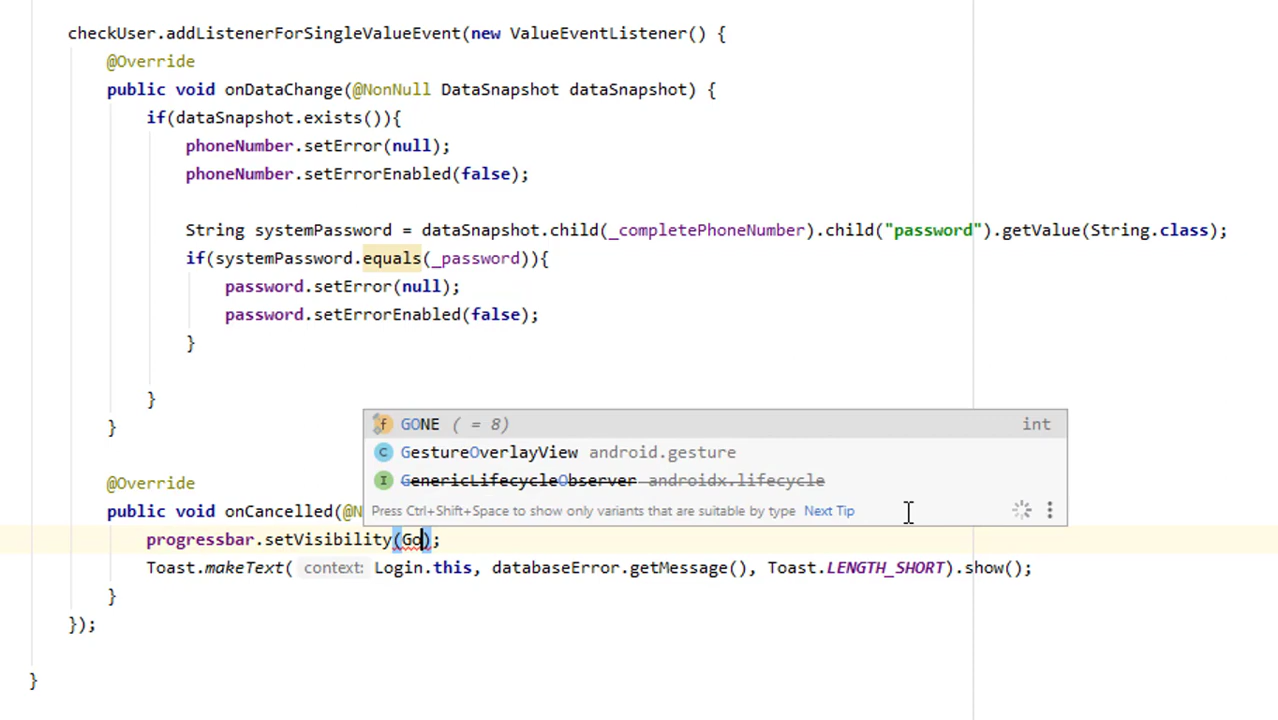 checkUser.addListenerForSingleValueEvent(new ValueEventListener() {
@Override
public void onDataChange(@NonNull DataSnapshot dataSnapshot) {
if(dataSnapshot.exists()){
phoneNumber.setError(null);
phoneNumber.setErrorEnabled(false);
String systemPassword = dataSnapshot.child(_completePhoneNumber).child("password").getValue(String.class);
if(systemPassword.equals(_password)){
password.setError(null);
password.setErrorEnabled(false);
}
}
}
GONE ( = 8) int
GestureOverlayView android.gesture
GenericLifecycleObserver androidx.lifecycle
Press Ctrl+Shift+Space to show only variants that are suitable by type Next Tip
@Override
public void onCancelled(@N
progressbar.setVisibility(Go);
Toast.makeText( context: Login.this, databaseError.getMessage(), Toast.LENGTH_SHORT).show();
}
});
}